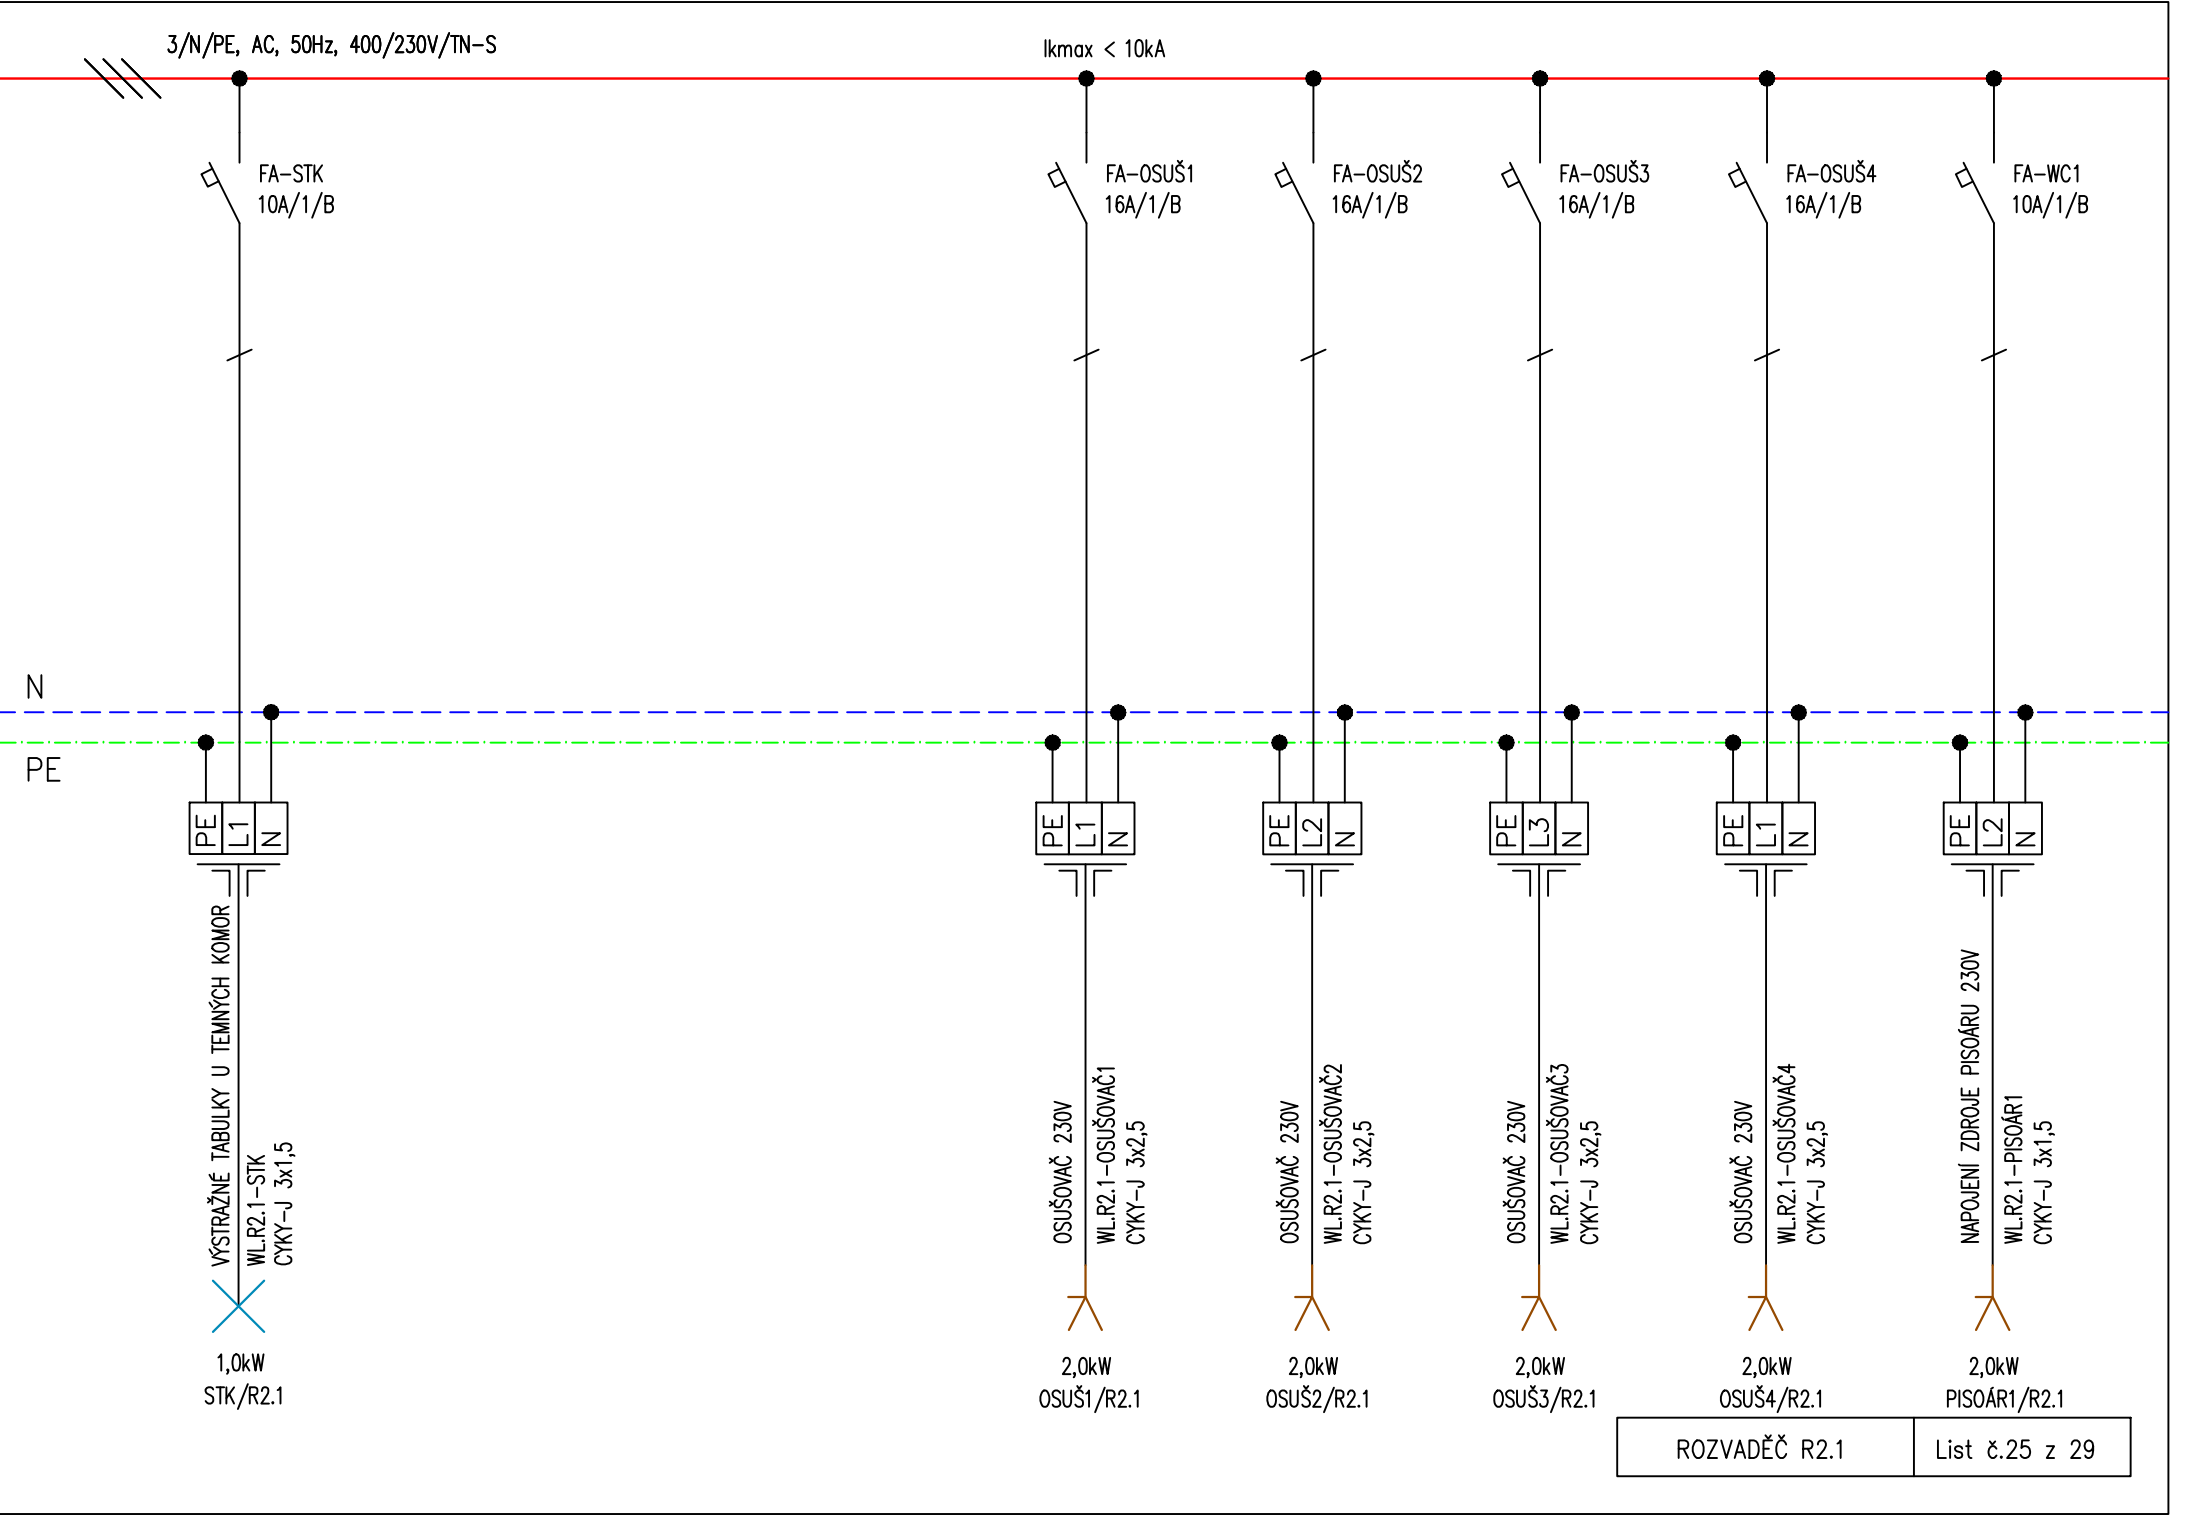 3/N/PE, AC, 50Hz, 400/230V/TN-S
Ikmax < 10kA
FA-STK
10A/1/B
FA-OSUŠ1
16A/1/B
FA-OSUŠ2
16A/1/B
FA-OSUŠ3
16A/1/B
FA-OSUŠ4
16A/1/B
FA-WC1
10A/1/B
N
PE
PE L1 N
PE L1 N
PE L2 N
PE L3 N
PE L1 N
PE L2 N
VÝSTRAŽNÉ TABULKY U TEMNÝCH KOMOR
WL.R2.1-STK
CYKY-J 3x1,5
OSUŠOVAČ 230V
WL.R2.1-OSUŠOVAČ1
CYKY-J 3x2,5
OSUŠOVAČ 230V
WL.R2.1-OSUŠOVAČ2
CYKY-J 3x2,5
OSUŠOVAČ 230V
WL.R2.1-OSUŠOVAČ3
CYKY-J 3x2,5
OSUŠOVAČ 230V
WL.R2.1-OSUŠOVAČ4
CYKY-J 3x2,5
NAPOJENÍ ZDROJE PISOÁRU 230V
WL.R2.1-PISOÁR1
CYKY-J 3x1,5
1,0kW
STK/R2.1
2,0kW
OSUŠ1/R2.1
2,0kW
OSUŠ2/R2.1
2,0kW
OSUŠ3/R2.1
2,0kW
OSUŠ4/R2.1
2,0kW
PISOÁR1/R2.1
ROZVADĚČ R2.1
List č.25 z 29